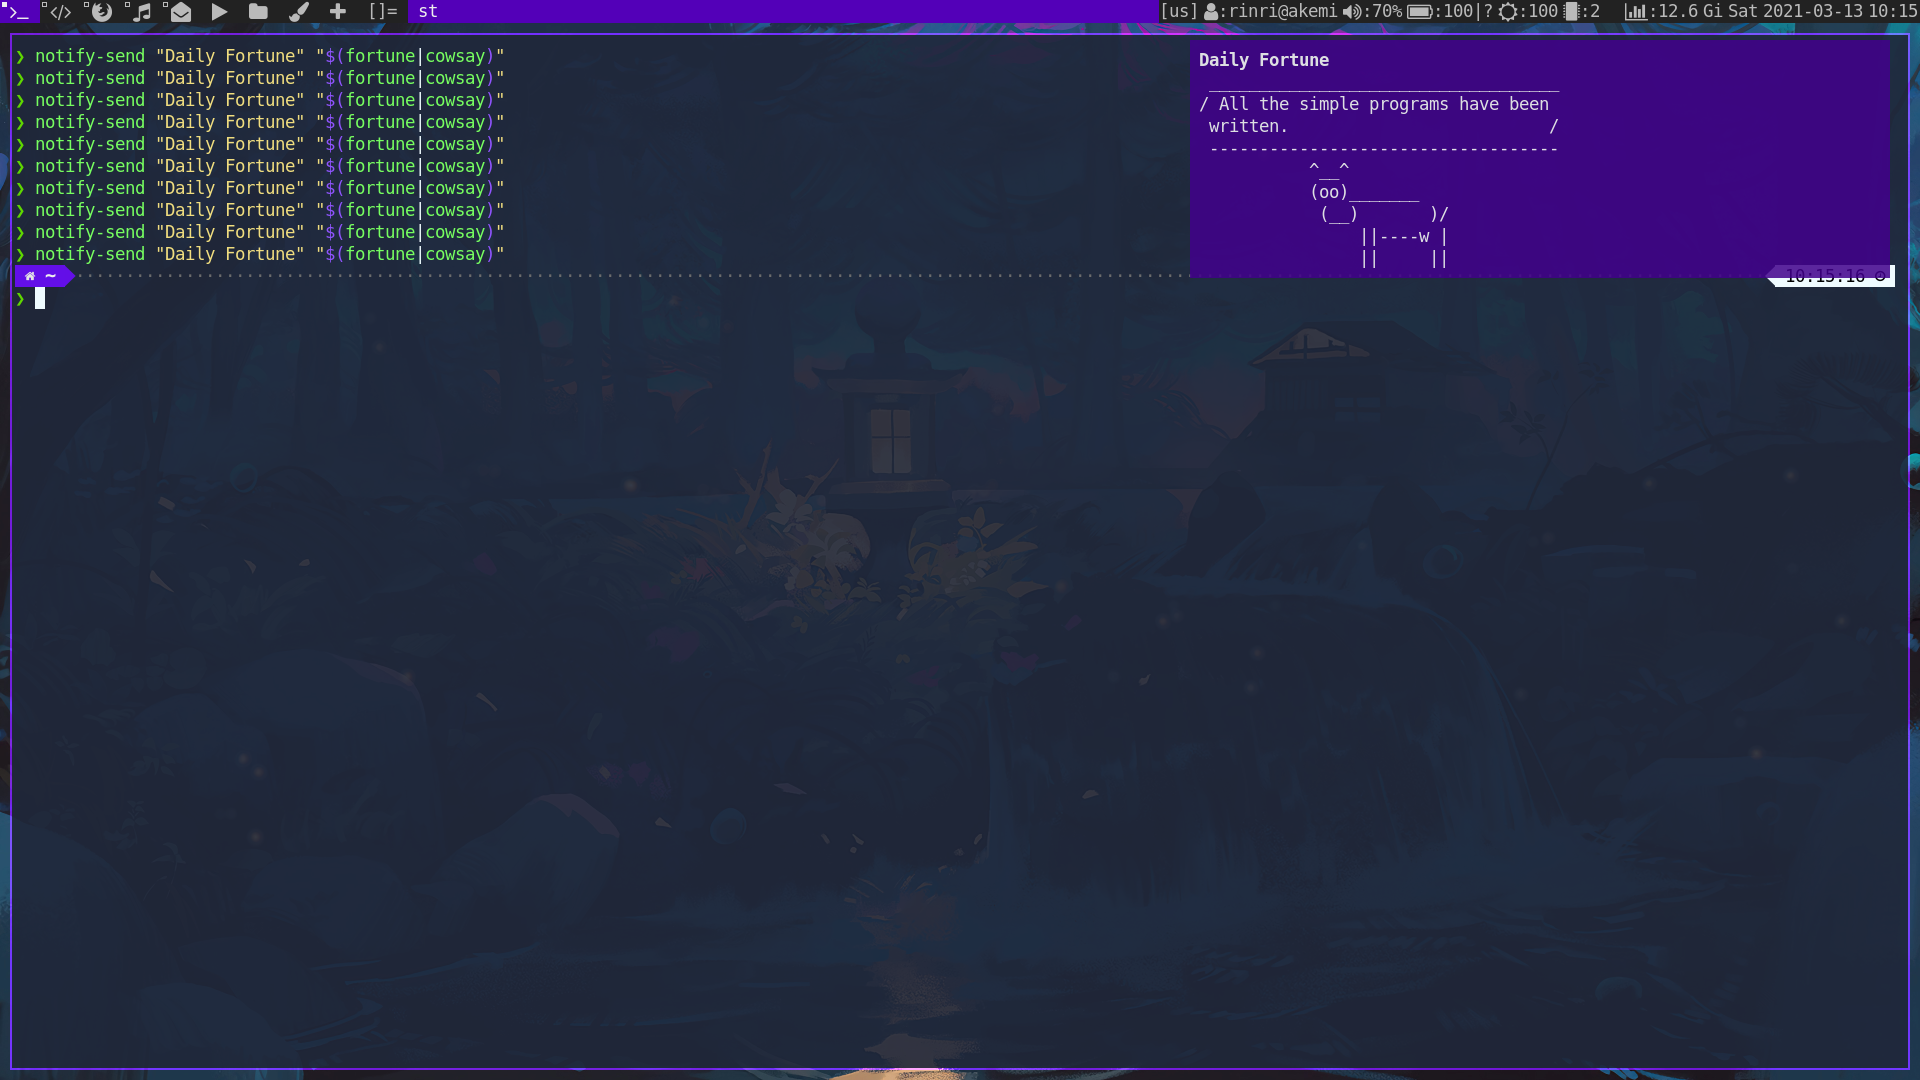 []= st [us] :rinri@akemi :70% :100|? :100 :2 :12.6 Gi Sat 2021-03-13 10:15
❯ notify-send "Daily Fortune" "$(fortune|cowsay)"
❯ notify-send "Daily Fortune" "$(fortune|cowsay)"
❯ notify-send "Daily Fortune" "$(fortune|cowsay)"
❯ notify-send "Daily Fortune" "$(fortune|cowsay)"
❯ notify-send "Daily Fortune" "$(fortune|cowsay)"
❯ notify-send "Daily Fortune" "$(fortune|cowsay)"
❯ notify-send "Daily Fortune" "$(fortune|cowsay)"
❯ notify-send "Daily Fortune" "$(fortune|cowsay)"
❯ notify-send "Daily Fortune" "$(fortune|cowsay)"
❯ notify-send "Daily Fortune" "$(fortune|cowsay)"
~ 10:15:16
❯
Daily Fortune
 ___________________________________
/ All the simple programs have been
 written.                          /
 -----------------------------------
           ^__^
           (oo)_______
            (__)       )/
                ||----w |
                ||     ||